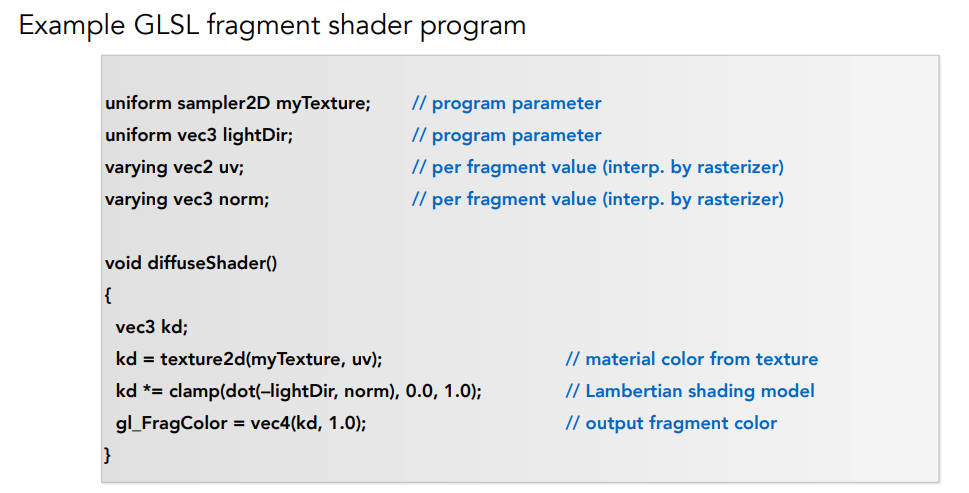 Example GLSL fragment shader program
uniform sampler2D myTexture; // program parameter
uniform vec3 lightDir; // program parameter
varying vec2 uv; // per fragment value (interp. by rasterizer)
varying vec3 norm; // per fragment value (interp. by rasterizer)
void diffuseShader()
{
vec3 kd;
kd = texture2d(myTexture, uv); // material color from texture
kd *= clamp(dot(–lightDir, norm), 0.0, 1.0); // Lambertian shading model
gl_FragColor = vec4(kd, 1.0); // output fragment color
}